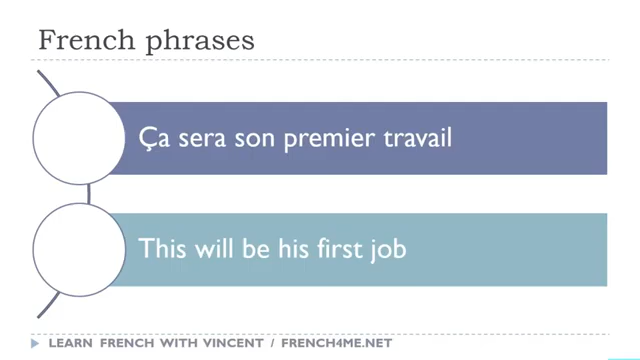 French phrases
Ça sera son premier travail
This will be his first job
LEARN FRENCH WITH VINCENT / FRENCH4ME.NET